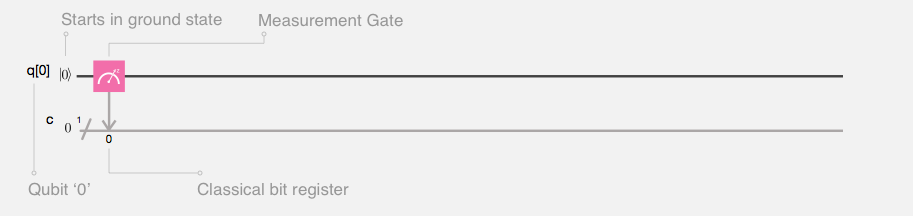 Starts in ground state
Measurement Gate
q[0] |0⟩
z
c 0 1
0
Qubit ‘0’
Classical bit register